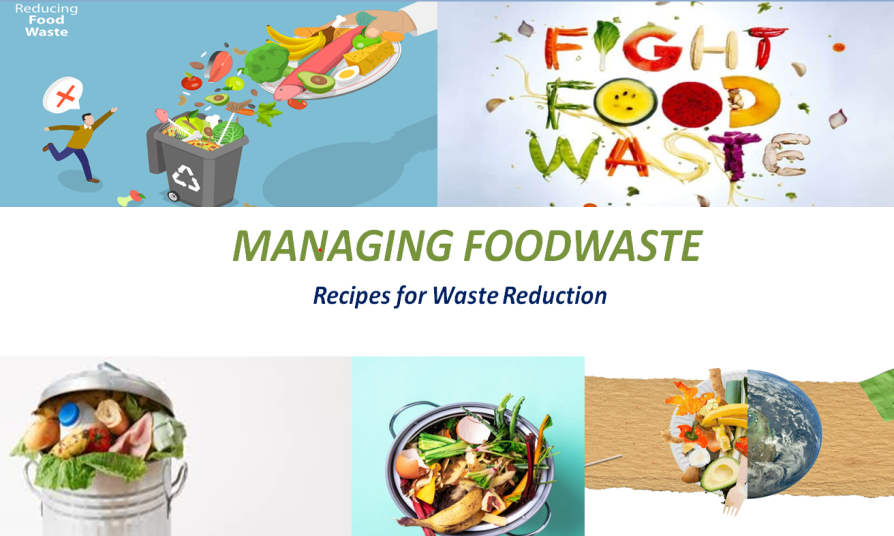 Reducing
Food
Waste
FIGHT
FOOD
WASTE
MANAGING FOODWASTE
Recipes for Waste Reduction